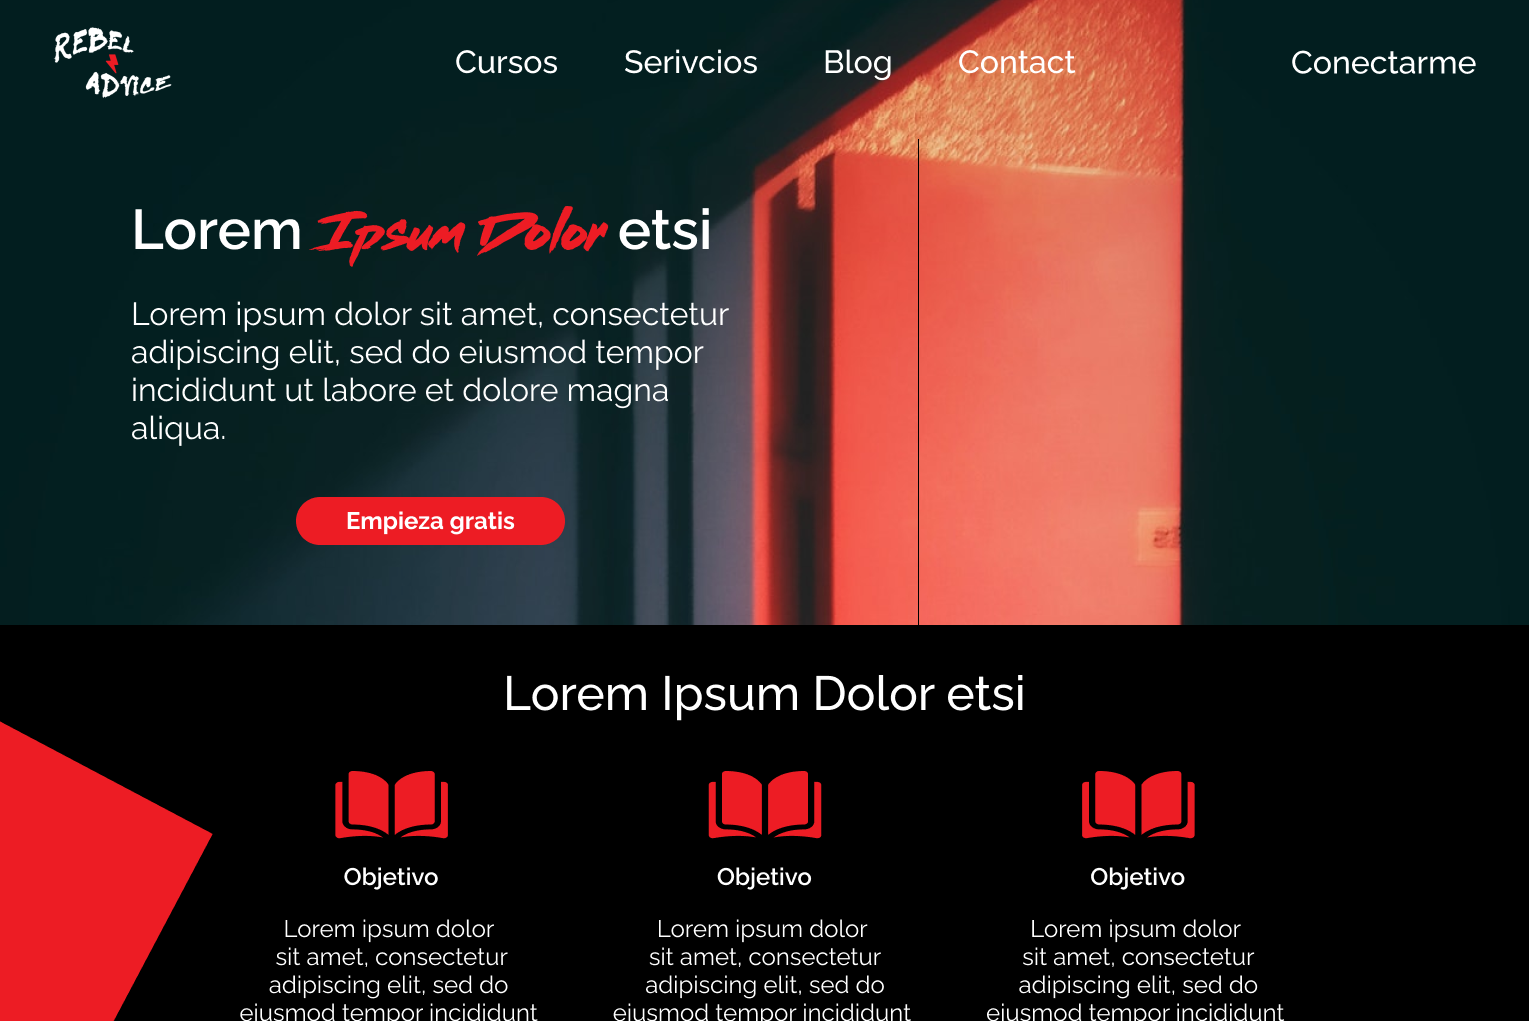 REBEL
ADVICE
Cursos Serivcios Blog Contact Conectarme
Lorem Ipsum Dolor etsi
Lorem ipsum dolor sit amet, consectetur
adipiscing elit, sed do eiusmod tempor
incididunt ut labore et dolore magna
aliqua.
Empieza gratis
Lorem Ipsum Dolor etsi
Objetivo
Lorem ipsum dolor
sit amet, consectetur
adipiscing elit, sed do
eiusmod tempor incididunt
Objetivo
Lorem ipsum dolor
sit amet, consectetur
adipiscing elit, sed do
eiusmod tempor incididunt
Objetivo
Lorem ipsum dolor
sit amet, consectetur
adipiscing elit, sed do
eiusmod tempor incididunt